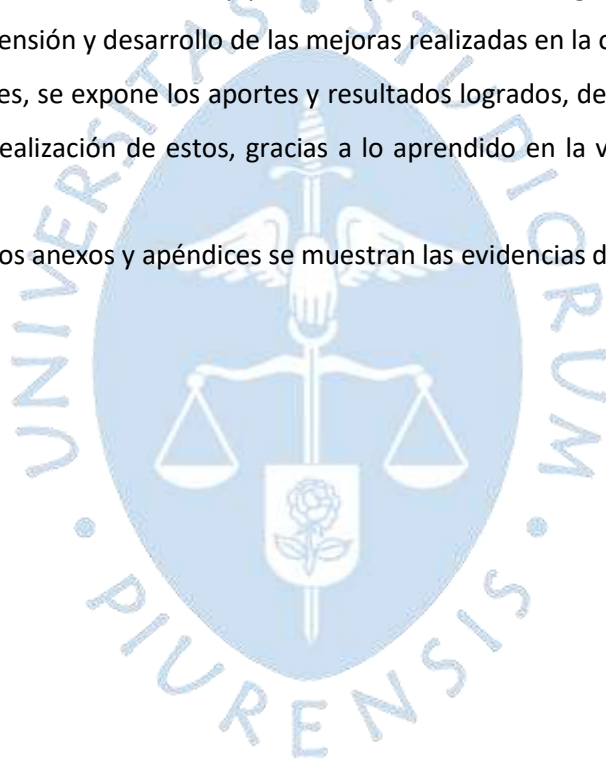 ensión y desarrollo de las mejoras realizadas en la
es, se expone los aportes y resultados logrados, de
ealización de estos, gracias a lo aprendido en la v
os anexos y apéndices se muestran las evidencias d
UNIVERSITAS • STUDIORUM • PIURENSIS •